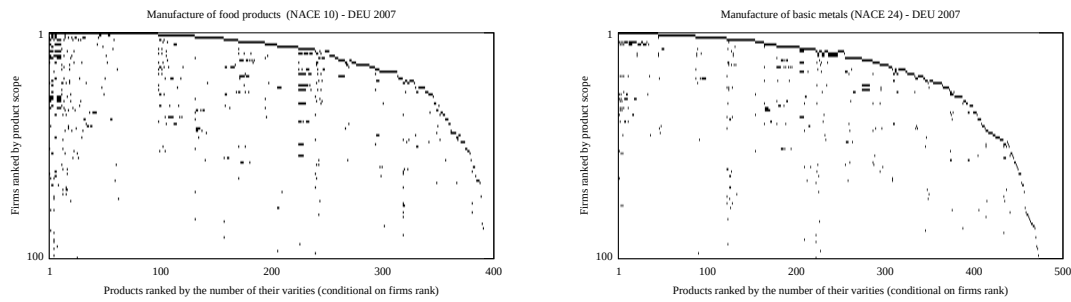 Manufacture of food products (NACE 10) - DEU 2007
Firms ranked by product scope
1
100
1
100
200
300
400
Products ranked by the number of their varities (conditional on firms rank)
Manufacture of basic metals (NACE 24) - DEU 2007
Firms ranked by product scope
1
100
1
100
200
300
400
500
Products ranked by the number of their varities (conditional on firms rank)